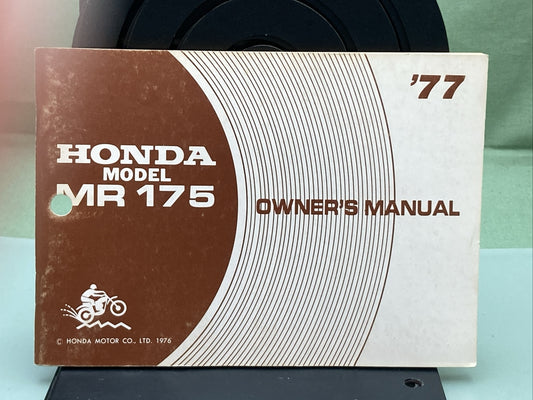 '77
HONDA
MODEL
MR 175
OWNER'S MANUAL
© HONDA MOTOR CO., LTD. 1976